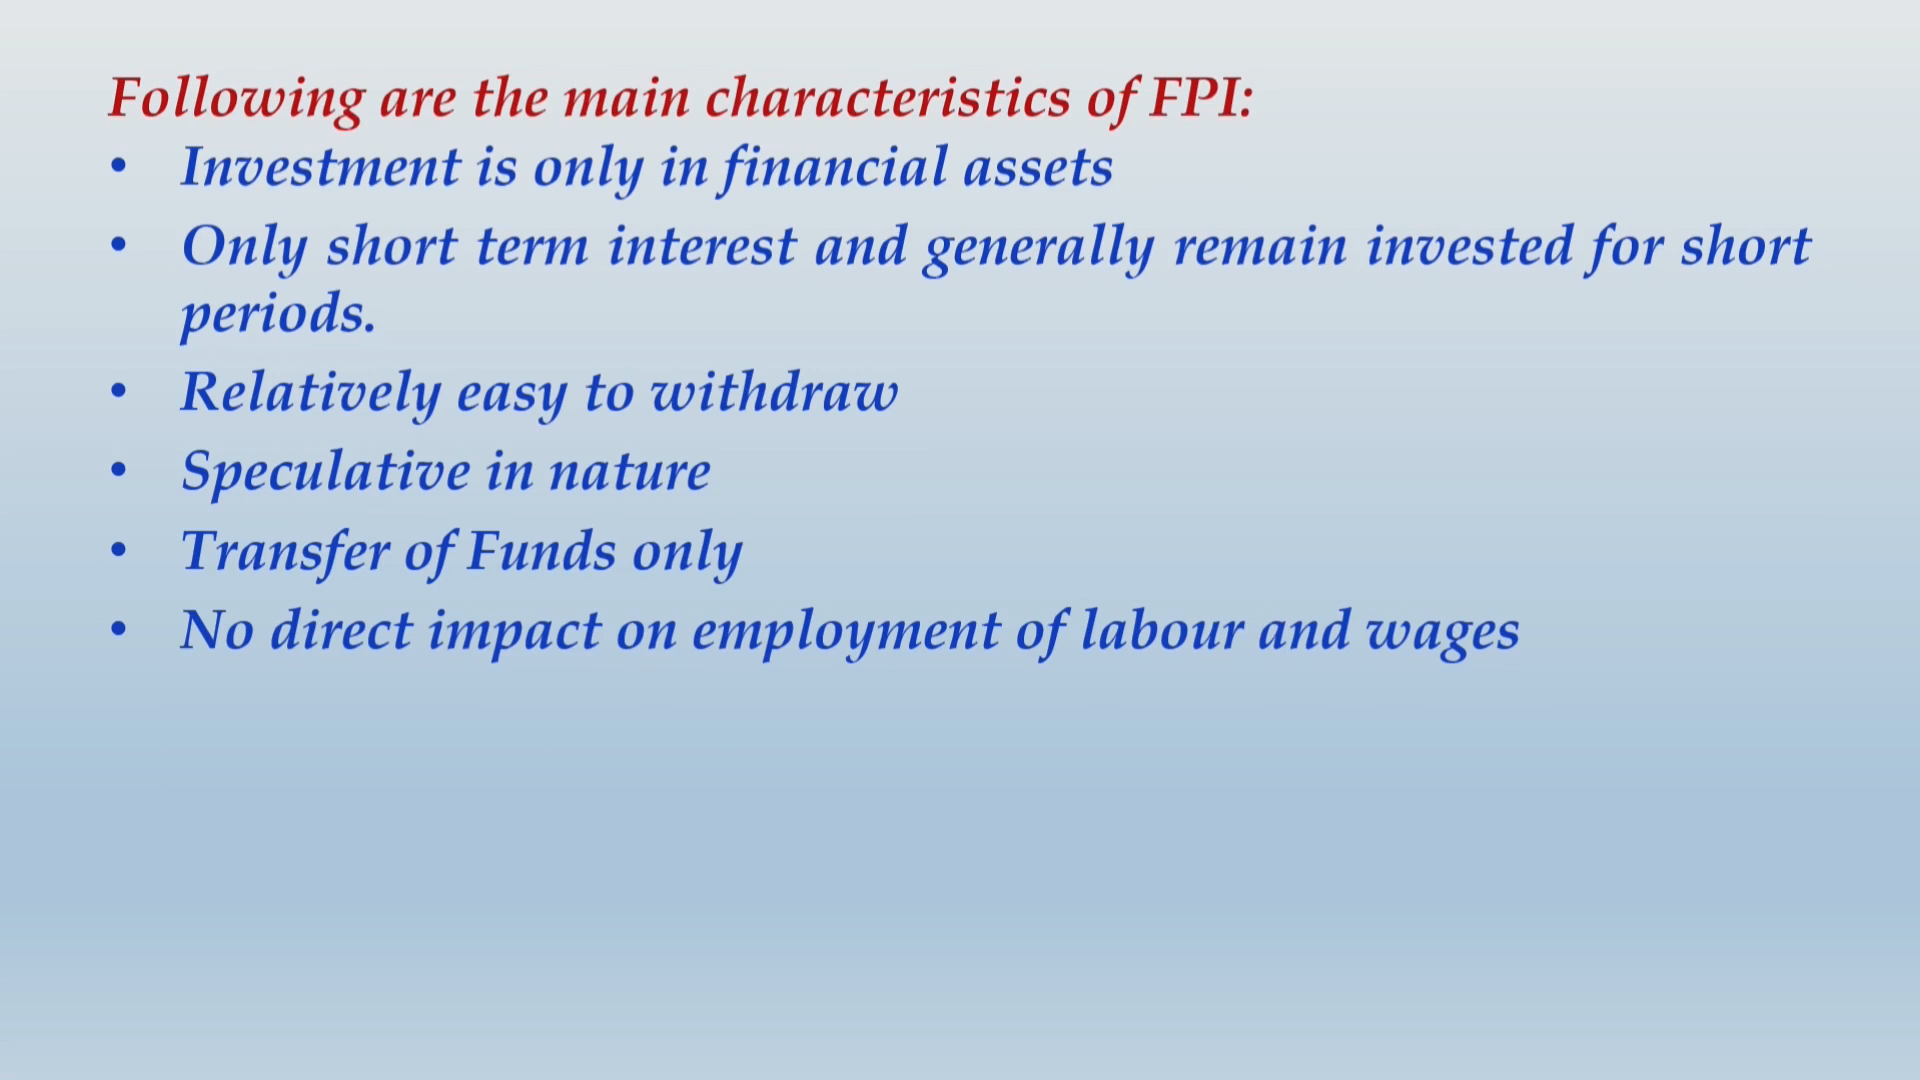 Following are the main characteristics of FPI:
• Investment is only in financial assets
• Only short term interest and generally remain invested for short
periods.
• Relatively easy to withdraw
• Speculative in nature
• Transfer of Funds only
• No direct impact on employment of labour and wages